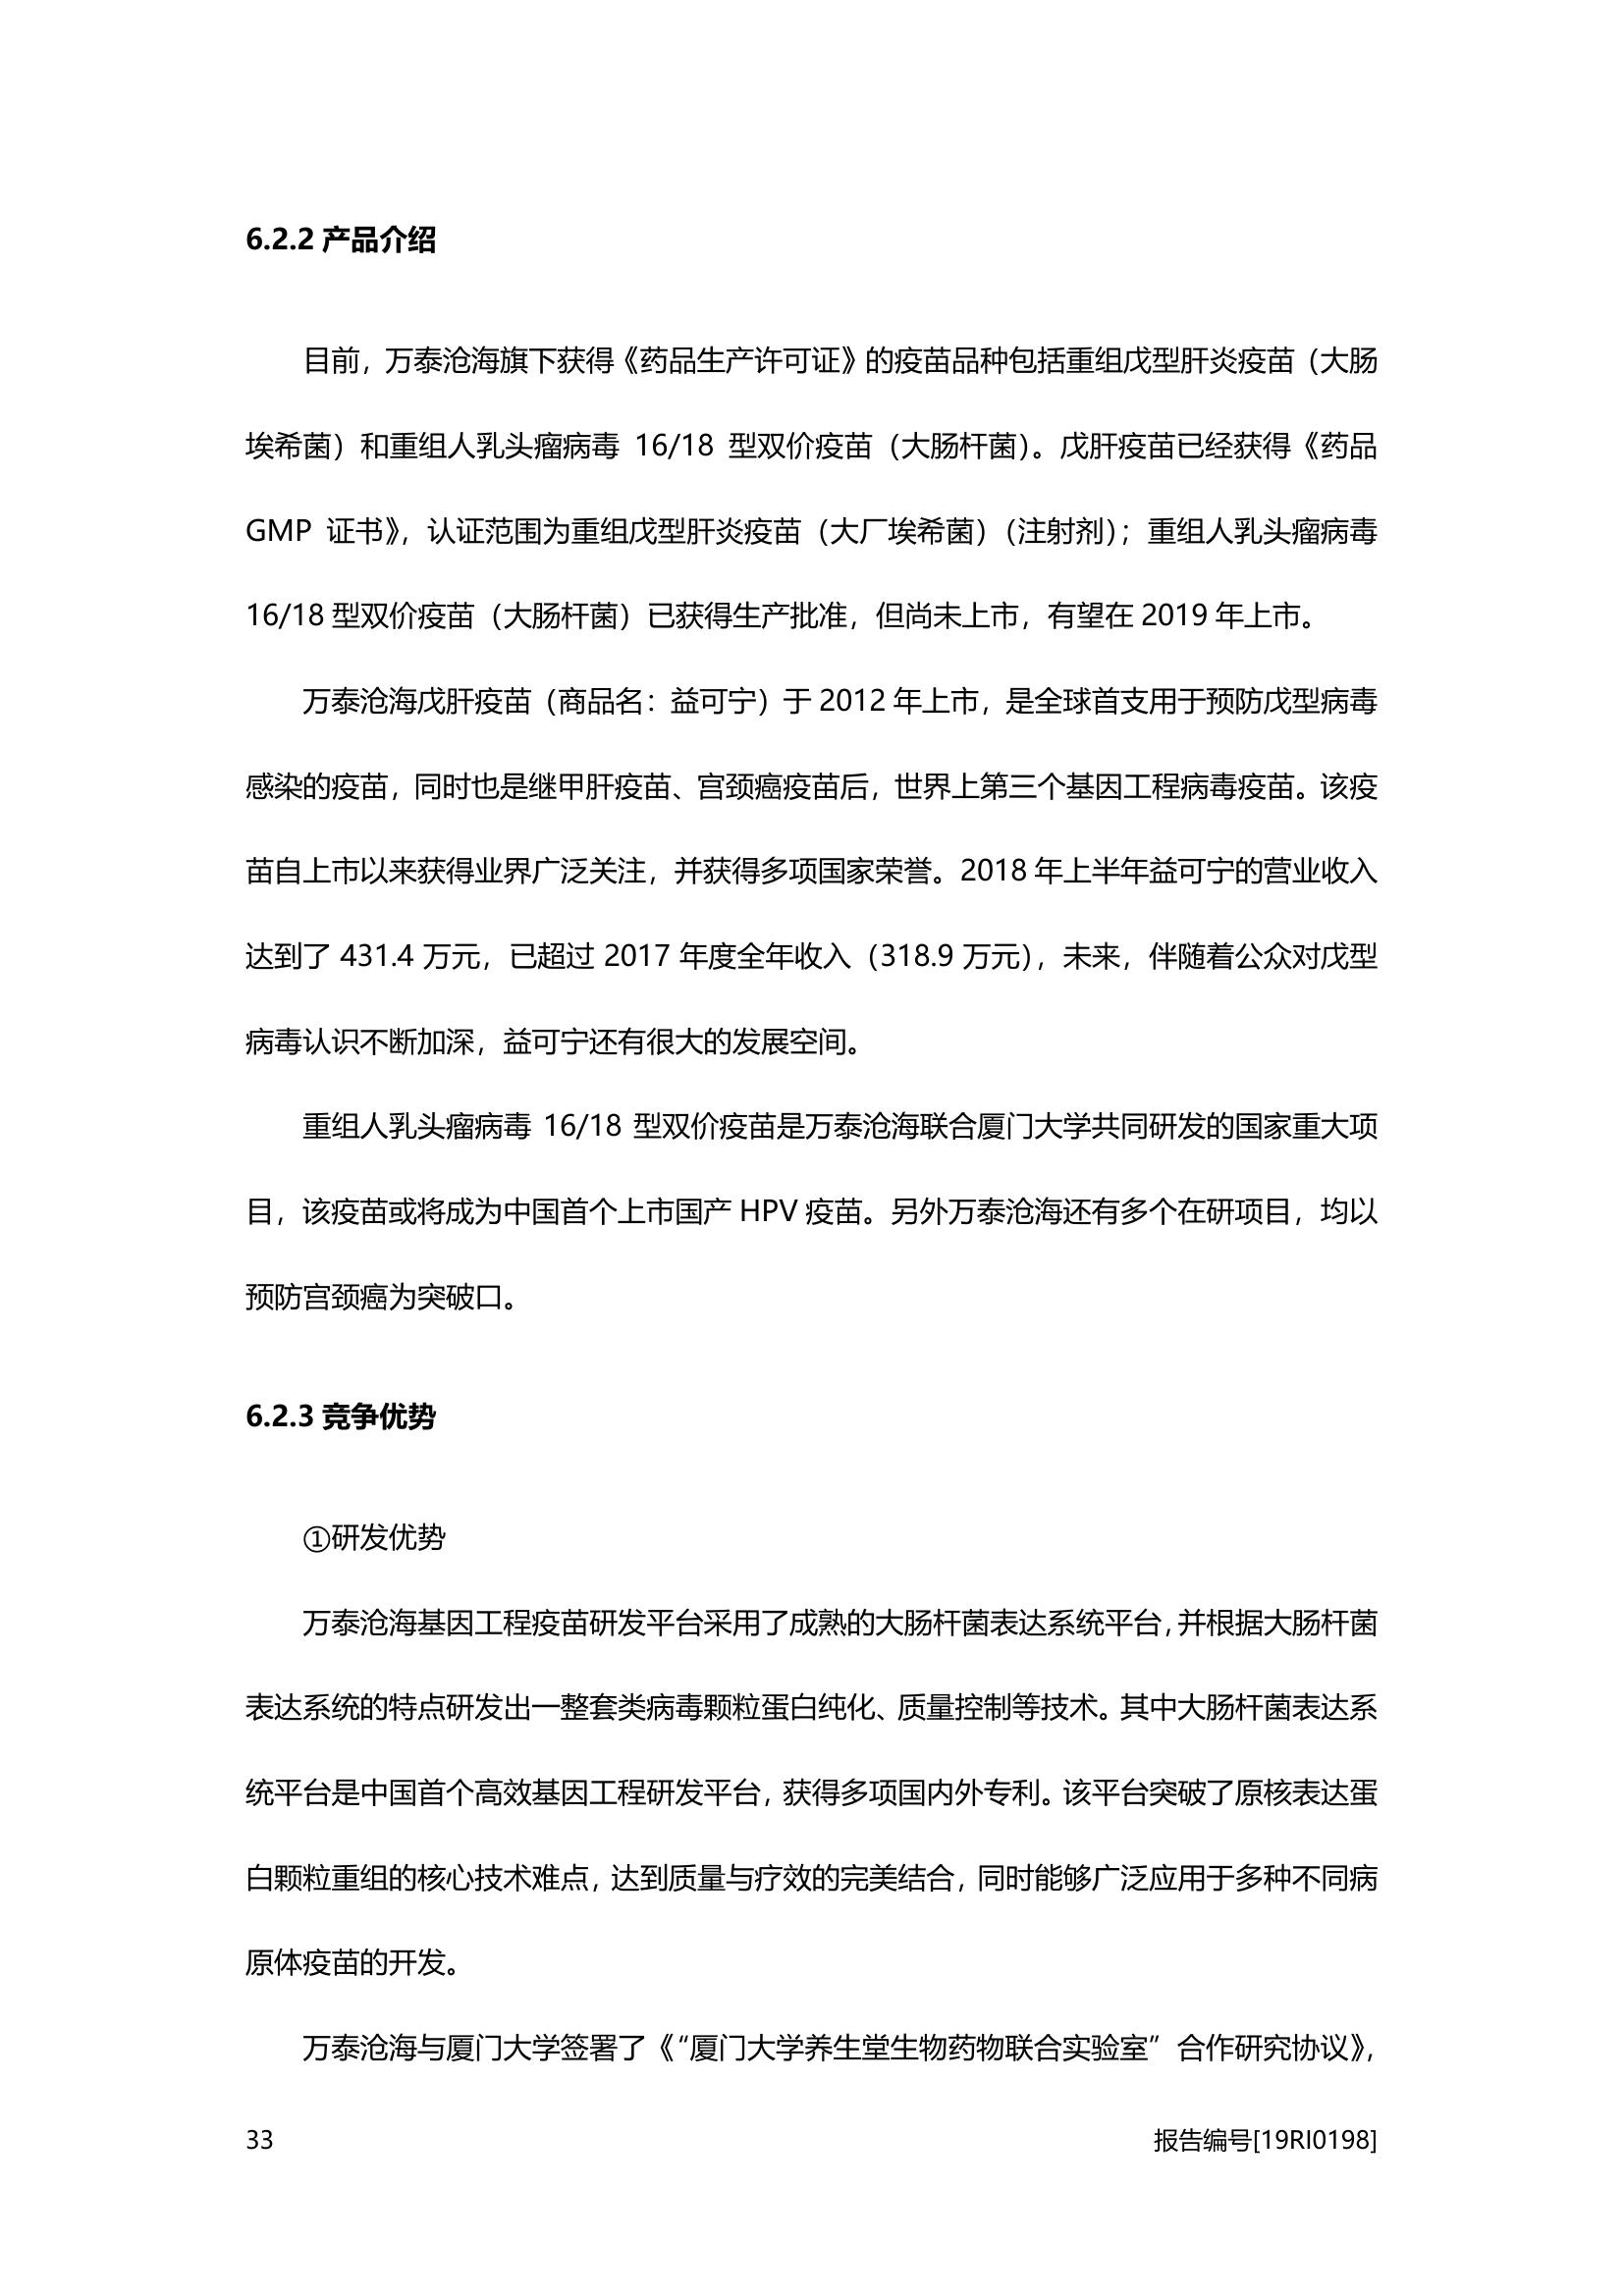 6.2.2 产品介绍
目前，万泰沧海旗下获得《药品生产许可证》的疫苗品种包括重组戊型肝炎疫苗（大肠
埃希菌）和重组人乳头瘤病毒 16/18 型双价疫苗（大肠杆菌）。戊肝疫苗已经获得《药品
GMP 证书》，认证范围为重组戊型肝炎疫苗（大厂埃希菌）（注射剂）；重组人乳头瘤病毒
16/18 型双价疫苗（大肠杆菌）已获得生产批准，但尚未上市，有望在 2019 年上市。
万泰沧海戊肝疫苗（商品名：益可宁）于 2012 年上市，是全球首支用于预防戊型病毒
感染的疫苗，同时也是继甲肝疫苗、宫颈癌疫苗后，世界上第三个基因工程病毒疫苗。该疫
苗自上市以来获得业界广泛关注，并获得多项国家荣誉。2018 年上半年益可宁的营业收入
达到了 431.4 万元，已超过 2017 年度全年收入（318.9 万元），未来，伴随着公众对戊型
病毒认识不断加深，益可宁还有很大的发展空间。
重组人乳头瘤病毒 16/18 型双价疫苗是万泰沧海联合厦门大学共同研发的国家重大项
目，该疫苗或将成为中国首个上市国产 HPV 疫苗。另外万泰沧海还有多个在研项目，均以
预防宫颈癌为突破口。
6.2.3 竞争优势
①研发优势
万泰沧海基因工程疫苗研发平台采用了成熟的大肠杆菌表达系统平台，并根据大肠杆菌
表达系统的特点研发出一整套类病毒颗粒蛋白纯化、质量控制等技术。其中大肠杆菌表达系
统平台是中国首个高效基因工程研发平台，获得多项国内外专利。该平台突破了原核表达蛋
白颗粒重组的核心技术难点，达到质量与疗效的完美结合，同时能够广泛应用于多种不同病
原体疫苗的开发。
万泰沧海与厦门大学签署了《“厦门大学养生堂生物药物联合实验室”合作研究协议》，
33 报告编号[19RI0198]